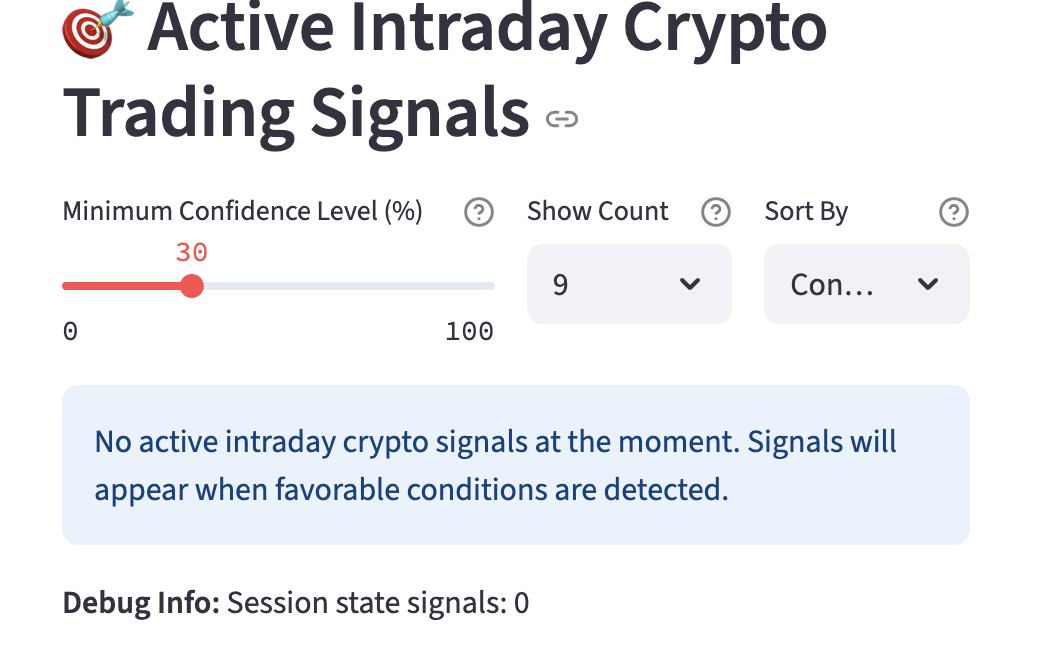 Active Intraday Crypto
Trading Signals
Minimum Confidence Level (%)
Show Count
Sort By
30
9
Con...
0
100
No active intraday crypto signals at the moment. Signals will
appear when favorable conditions are detected.
Debug Info: Session state signals: 0